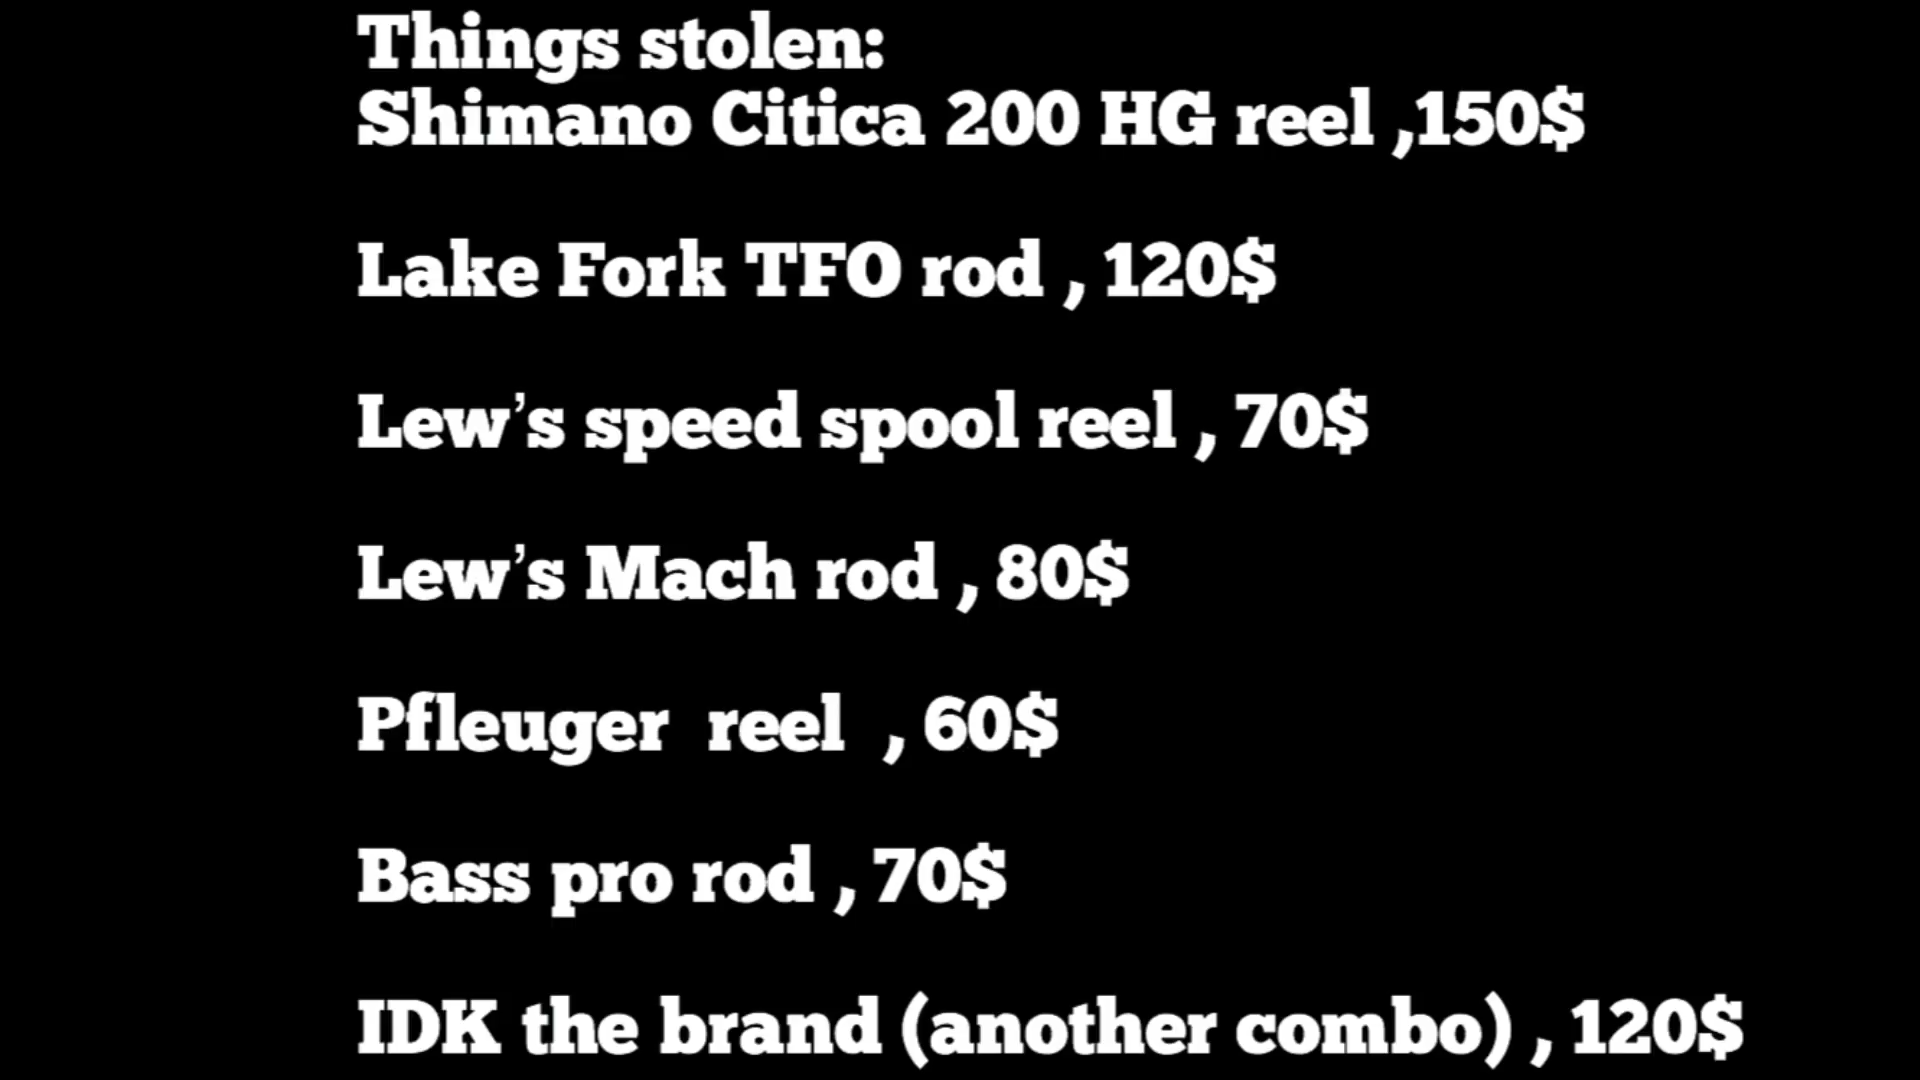 Things stolen:
Shimano Citica 200 HG reel ,150$
Lake Fork TFO rod , 120$
Lew’s speed spool reel , 70$
Lew’s Mach rod , 80$
Pfleuger  reel  , 60$
Bass pro rod , 70$
IDK the brand (another combo) , 120$